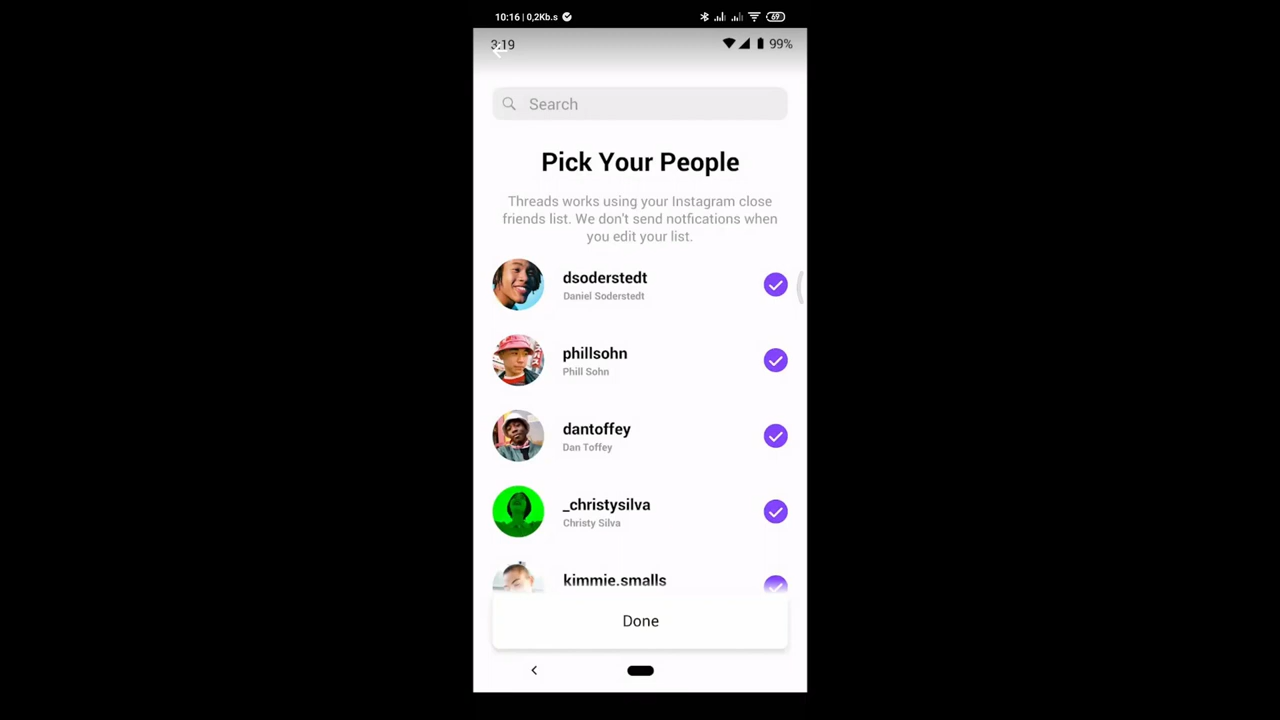 10:16 | 0,2Kb.s
69
3:19
99%
Search
Pick Your People
Threads works using your Instagram close
friends list. We don't send notfications when
you edit your list.
dsoderstedt
Daniel Soderstedt
phillsohn
Phill Sohn
dantoffey
Dan Toffey
_christysilva
Christy Silva
kimmie.smalls
Done